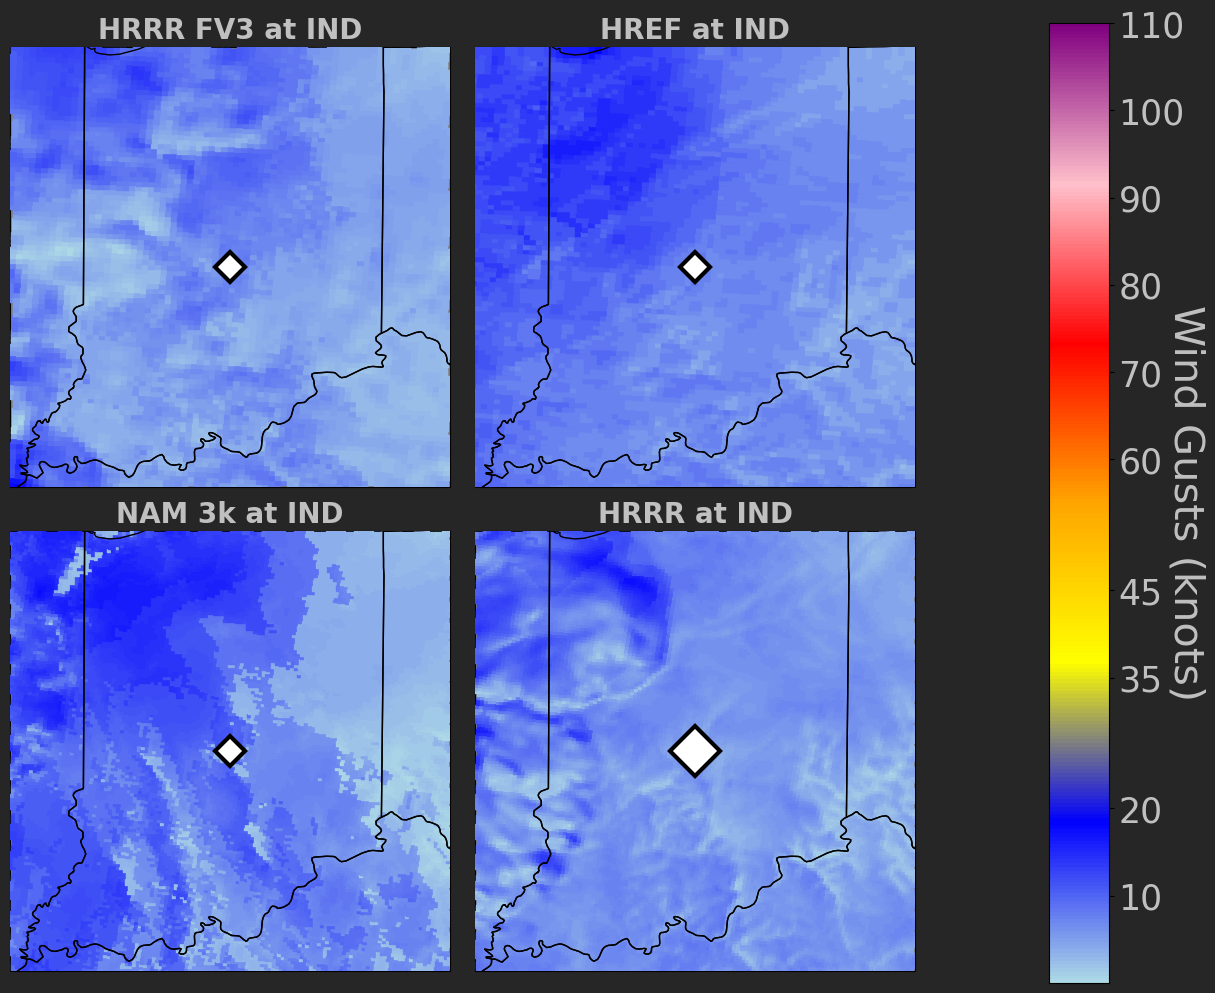 HRRR FV3 at IND
HREF at IND
NAM 3k at IND
HRRR at IND
110
100
90
80
70
60
45
35
20
10
Wind Gusts (knots)